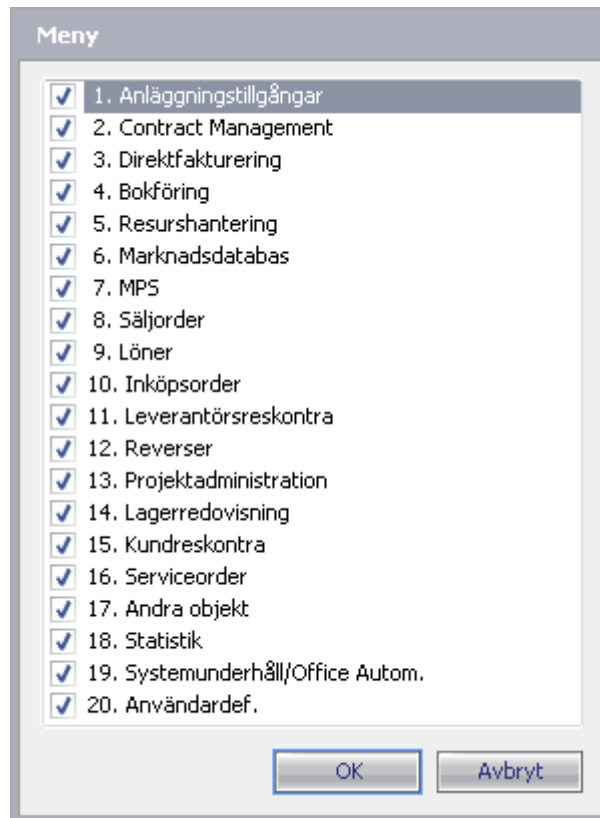 Meny
1. Anläggningstillgångar
2. Contract Management
3. Direktfakturering
4. Bokföring
5. Resurshantering
6. Marknadsdatabas
7. MPS
8. Säljorder
9. Löner
10. Inköpsorder
11. Leverantörsreskontra
12. Reverser
13. Projektadministration
14. Lagerredovisning
15. Kundreskontra
16. Serviceorder
17. Andra objekt
18. Statistik
19. Systemunderhåll/Office Autom.
20. Användardef.
OK Avbryt